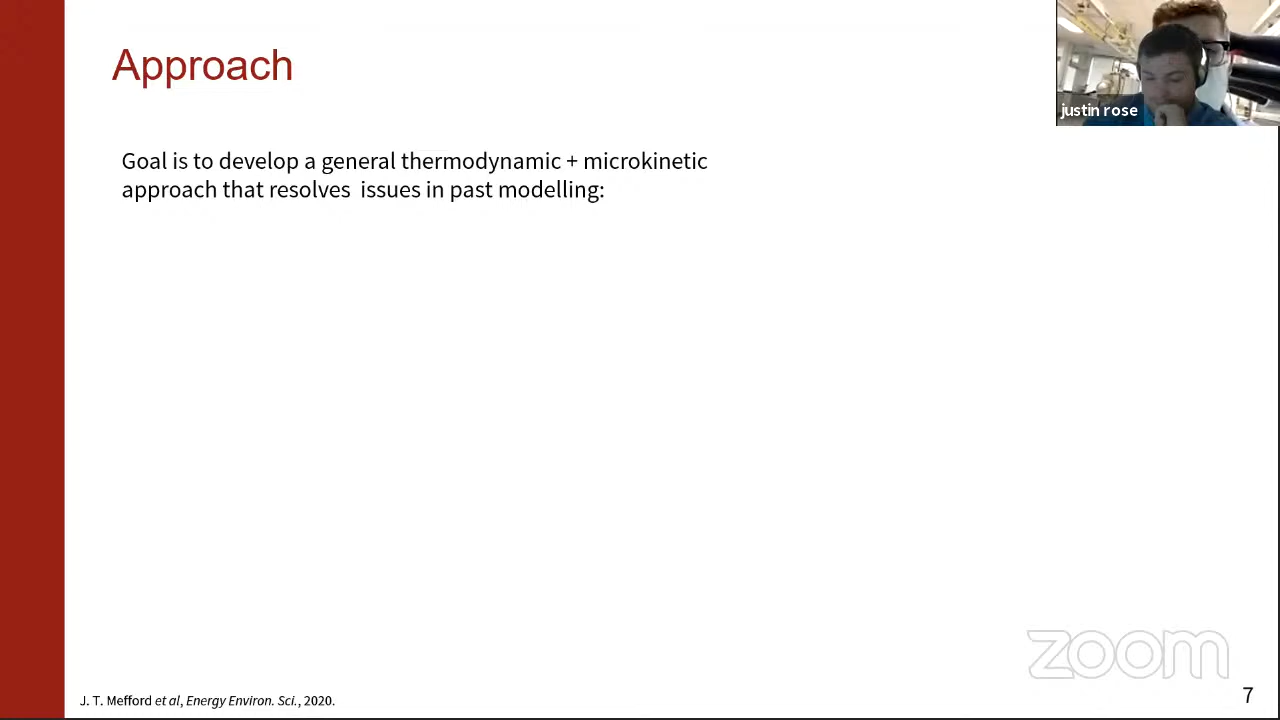 Approach
justin rose
Goal is to develop a general thermodynamic + microkinetic
approach that resolves issues in past modelling:
zoom
J. T. Mefford et al, Energy Environ. Sci., 2020.
7